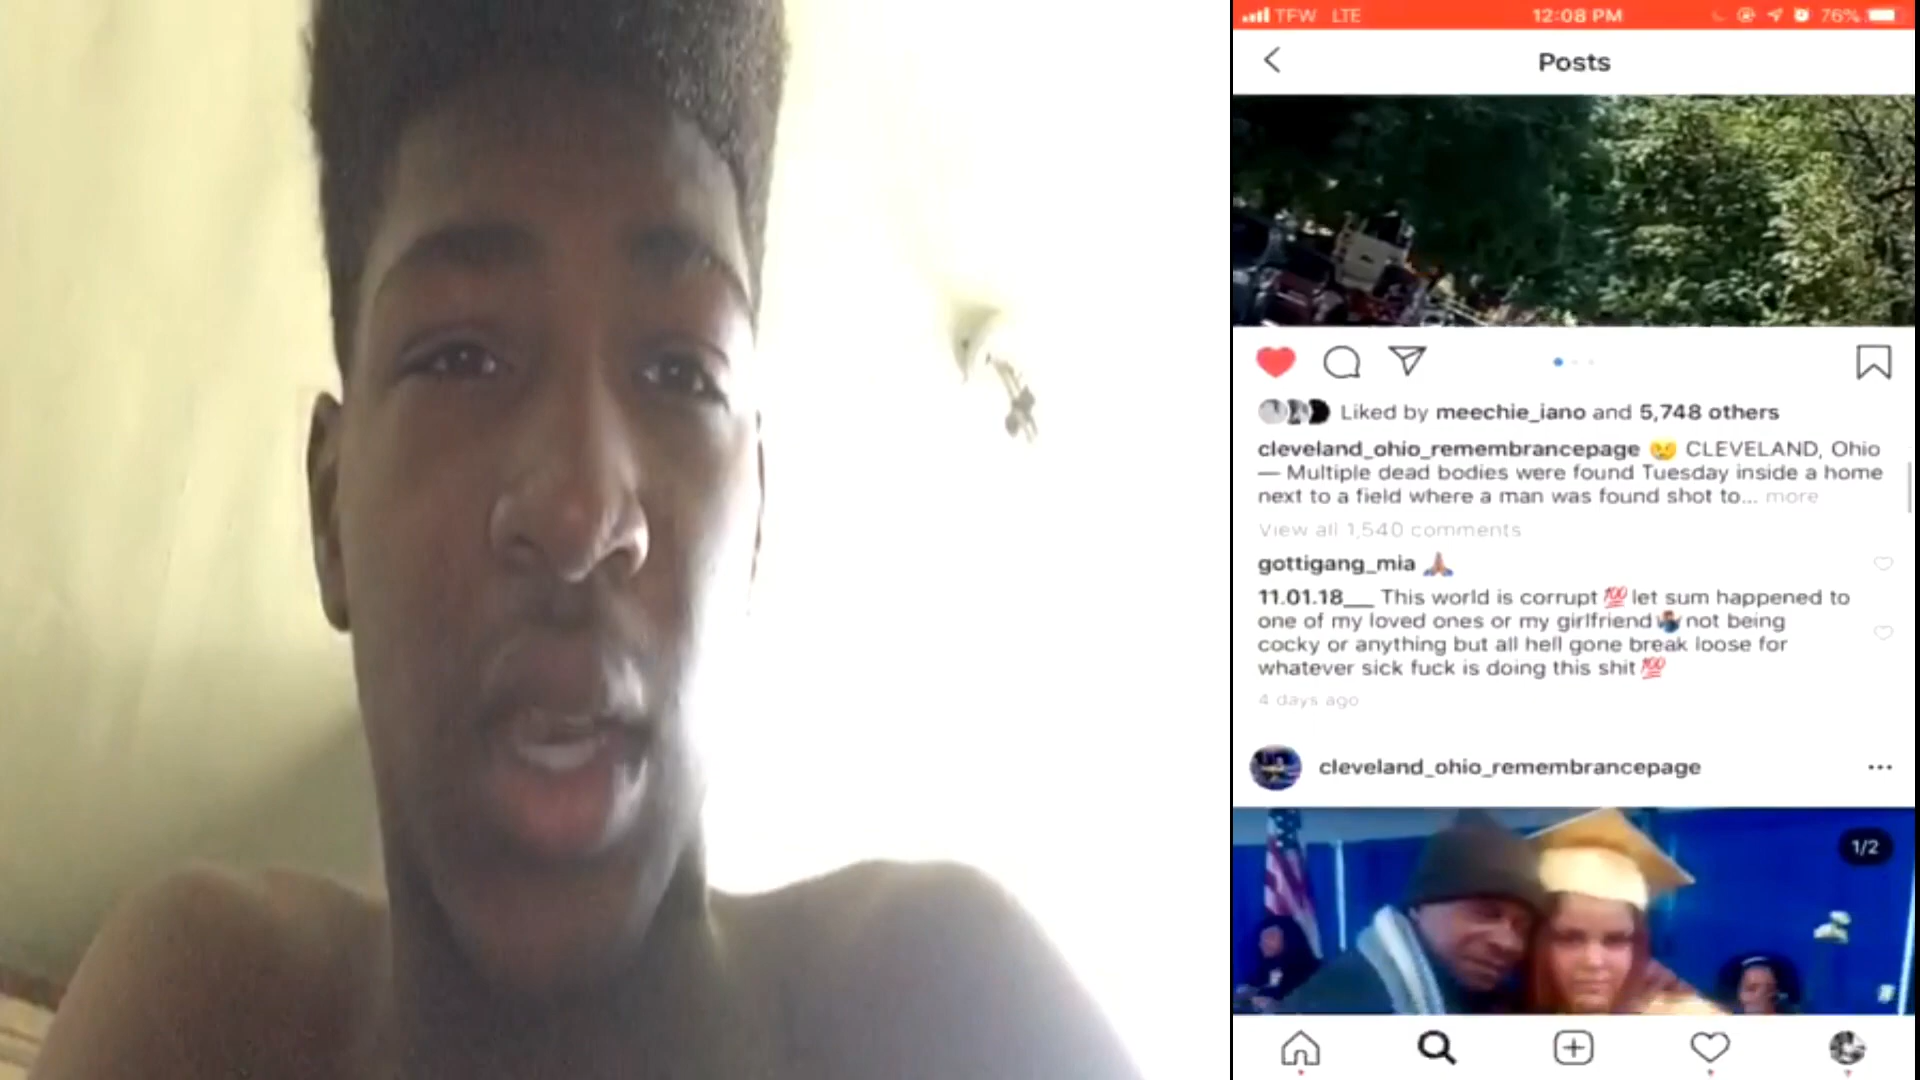 TFW LTE 12:08 PM 76%
Posts
Liked by meechie_iano and 5,748 others
cleveland_ohio_remembrancepage 😢 CLEVELAND, Ohio
— Multiple dead bodies were found Tuesday inside a home
next to a field where a man was found shot to... more
View all 1,540 comments
gottigang_mia 🙏🏽
11.01.18__ This world is corrupt 💯 let sum happened to
one of my loved ones or my girlfriend🤷🏽‍♂️ not being
cocky or anything but all hell gone break loose for
whatever sick fuck is doing this shit 💯
4 days ago
cleveland_ohio_remembrancepage
1/2